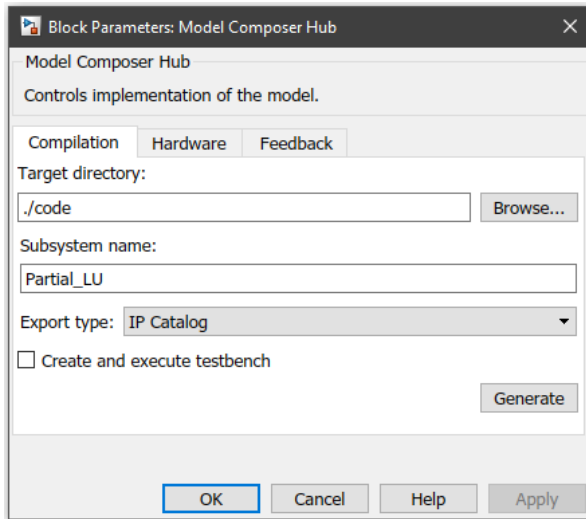 Block Parameters: Model Composer Hub
Model Composer Hub
Controls implementation of the model.
Compilation Hardware Feedback
Target directory:
./code Browse...
Subsystem name:
Partial_LU
Export type: IP Catalog
Create and execute testbench
Generate
OK Cancel Help Apply